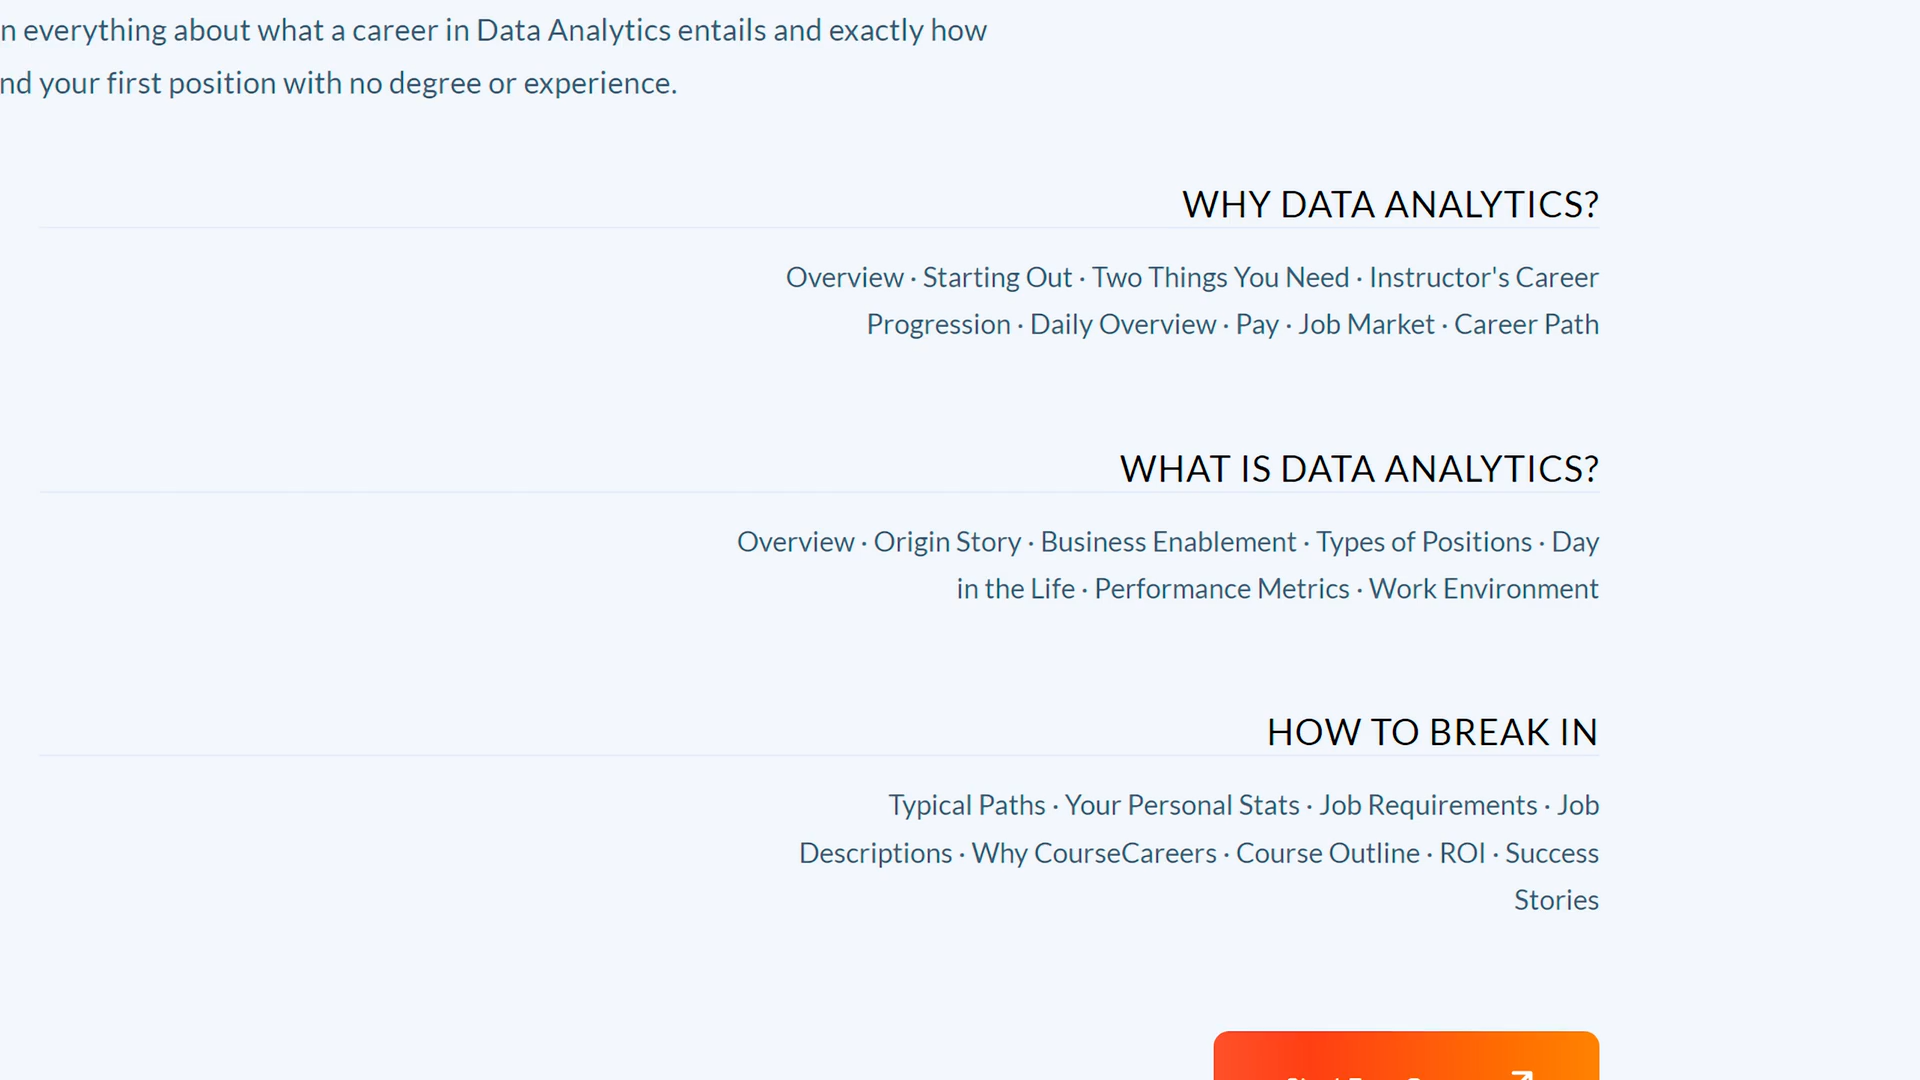 n everything about what a career in Data Analytics entails and exactly how
nd your first position with no degree or experience.
WHY DATA ANALYTICS?
Overview · Starting Out · Two Things You Need · Instructor's Career
Progression · Daily Overview · Pay · Job Market · Career Path
WHAT IS DATA ANALYTICS?
Overview · Origin Story · Business Enablement · Types of Positions · Day
in the Life · Performance Metrics · Work Environment
HOW TO BREAK IN
Typical Paths · Your Personal Stats · Job Requirements · Job
Descriptions · Why CourseCareers · Course Outline · ROI · Success
Stories